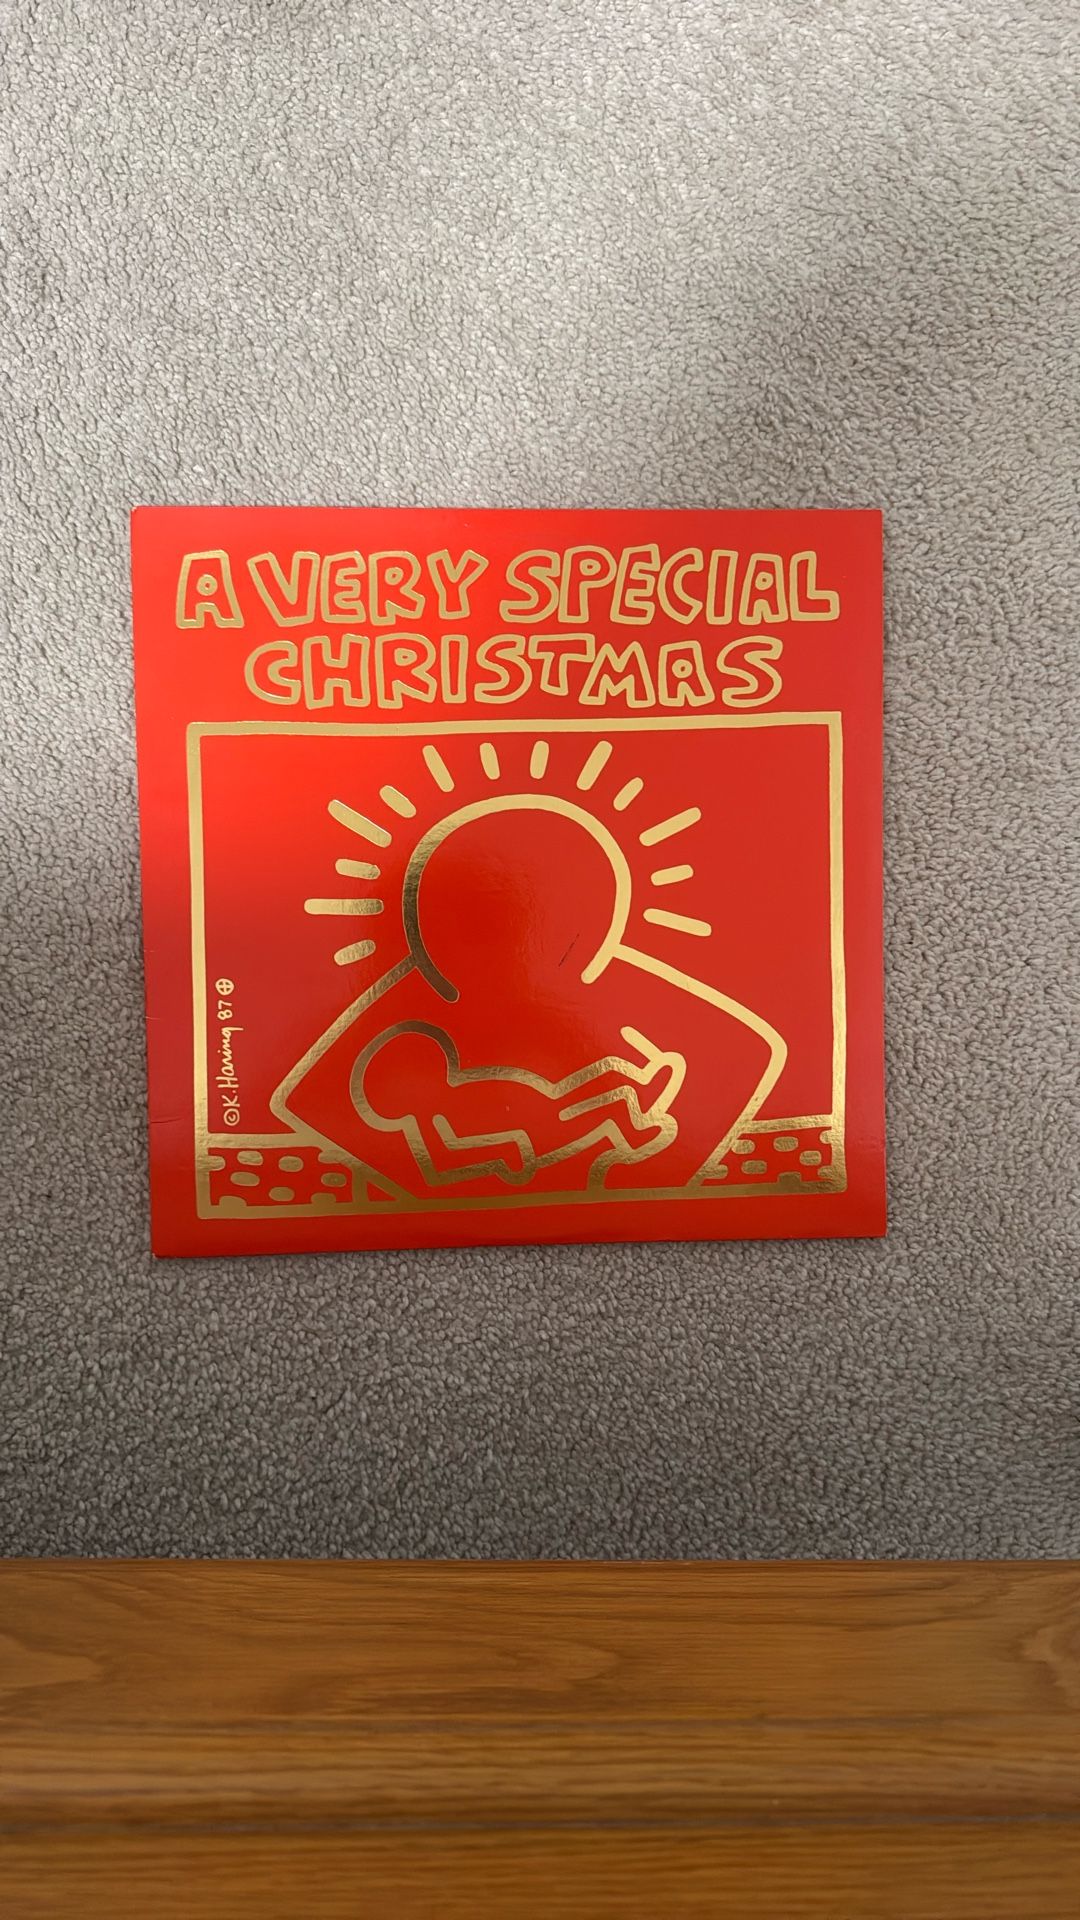 A VERY SPECIAL
CHRISTMAS
© K. Haring 87 ⊕